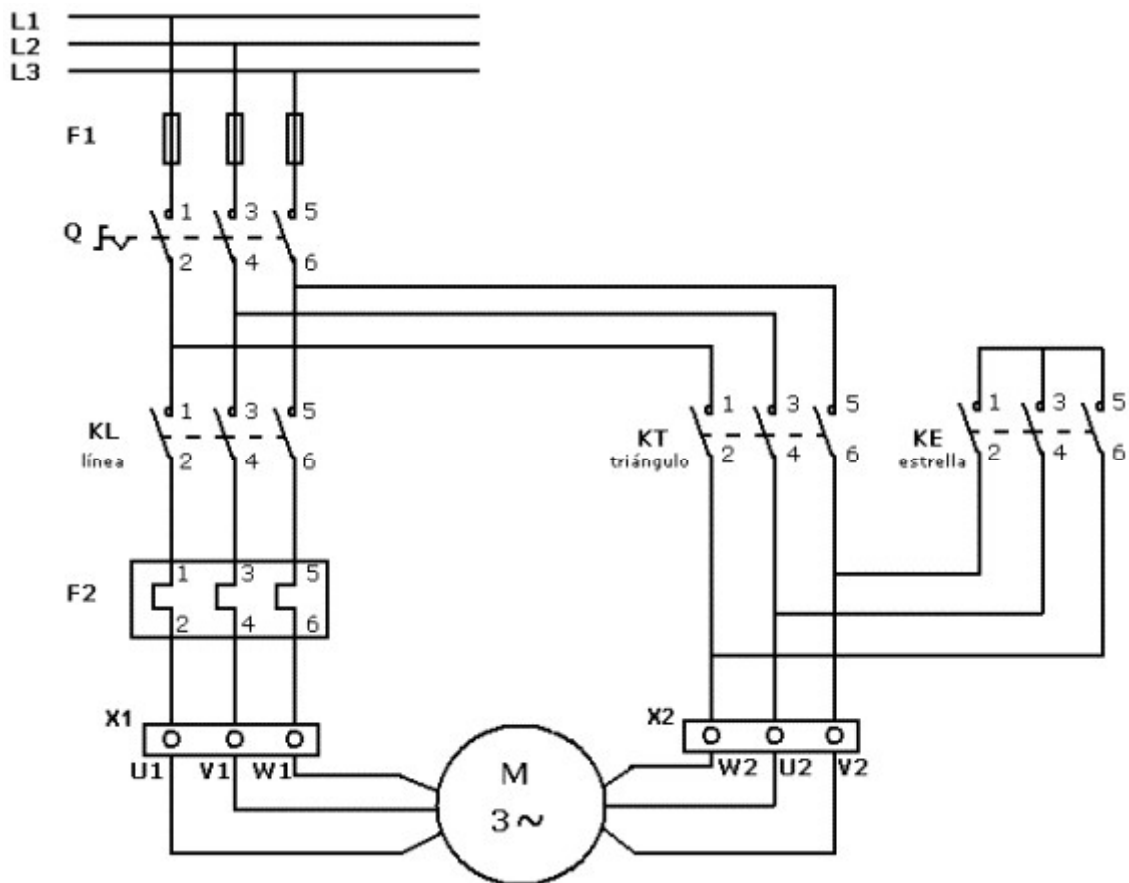 L1
L2
L3
F1
Q
1 3 5
2 4 6
KL
línea
1 3 5
2 4 6
KT
triángulo
1 3 5
2 4 6
KE
estrella
1 3 5
2 4 6
F2
1 3 5
2 4 6
X1
U1 V1 W1
X2
W2 U2 V2
M
3 ~